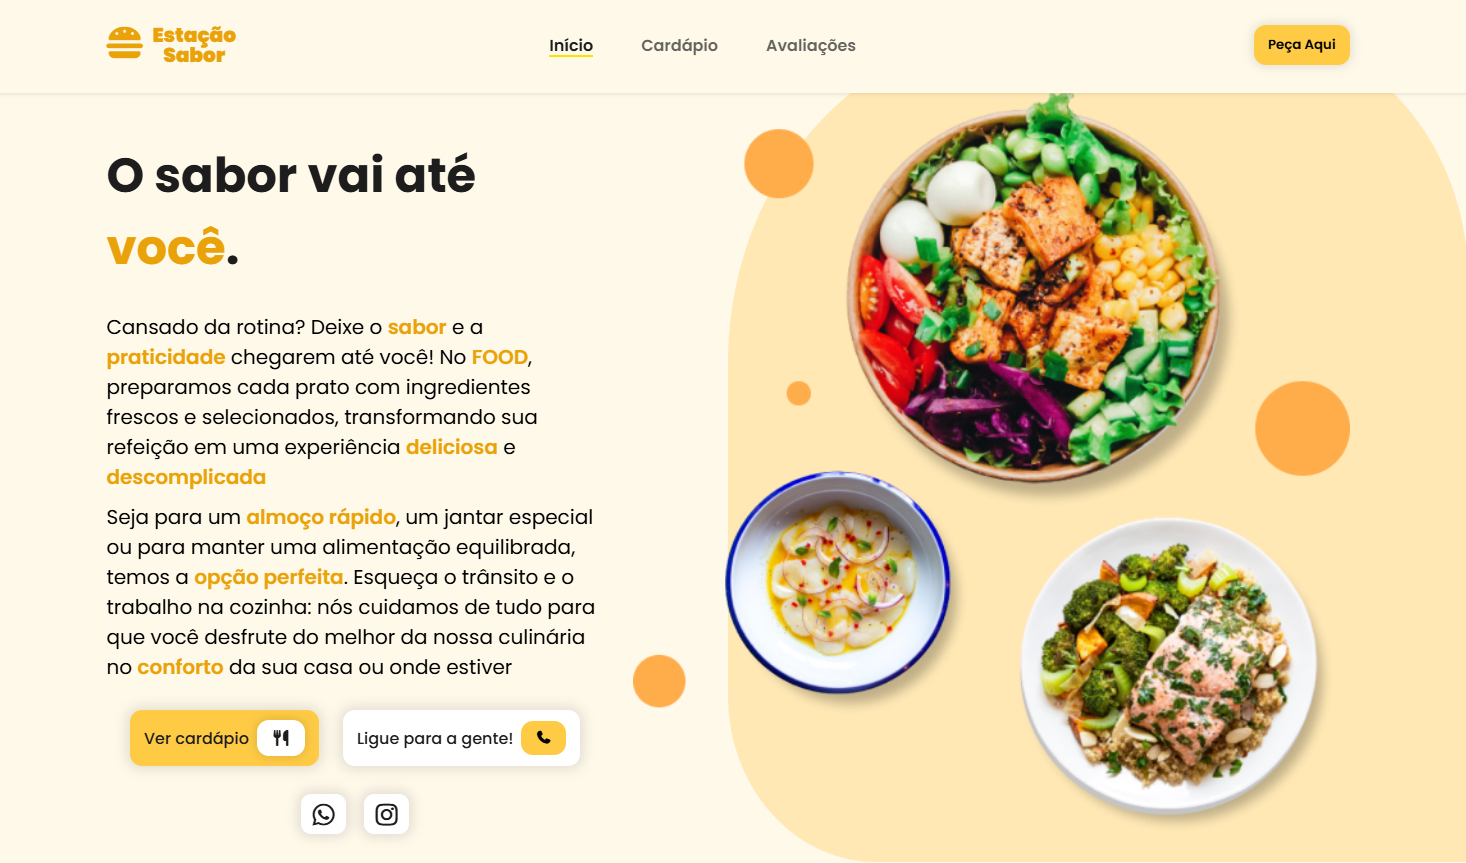 Estação
Sabor
Início
Cardápio
Avaliações
Peça Aqui
O sabor vai até
você.
Cansado da rotina? Deixe o sabor e a
praticidade chegarem até você! No FOOD,
preparamos cada prato com ingredientes
frescos e selecionados, transformando sua
refeição em uma experiência deliciosa e
descomplicada
Seja para um almoço rápido, um jantar especial
ou para manter uma alimentação equilibrada,
temos a opção perfeita. Esqueça o trânsito e o
trabalho na cozinha: nós cuidamos de tudo para
que você desfrute do melhor da nossa culinária
no conforto da sua casa ou onde estiver
Ver cardápio
Ligue para a gente!